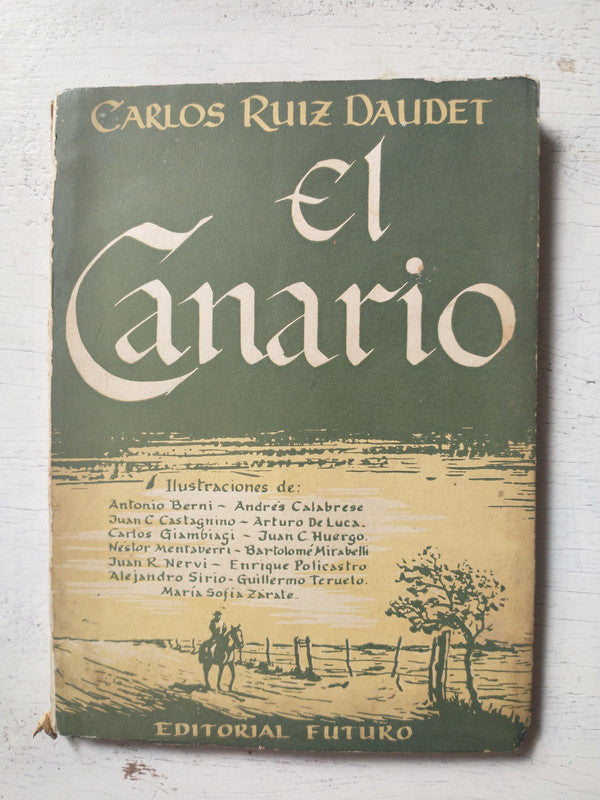 CARLOS RUIZ DAUDET
El
Canario
Ilustraciones de:
Antonio Berni - Andrés Calabrese
Juan C Castagnino - Arturo De Luca.
Carlos Giambiagi - Juan C. Huergo.
Néstor Mentaberri - Bartolomé Mirabelli
Juan R. Nervi - Enrique Policastro
Alejandro Sirio - Guillermo Teruelo.
María Sofía Zárate.
EDITORIAL FUTURO